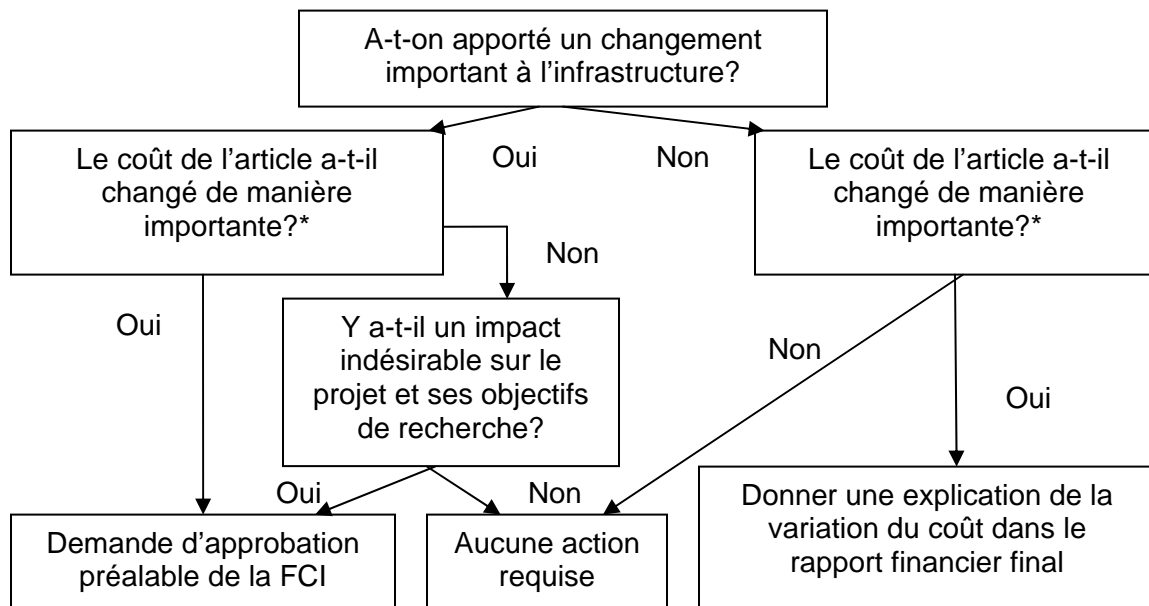 A-t-on apporté un changement
important à l’infrastructure?
Le coût de l’article a-t-il
changé de manière
importante?*
Oui
Non
Le coût de l’article a-t-il
changé de manière
importante?*
Non
Oui
Y a-t-il un impact
indésirable sur le
projet et ses objectifs
de recherche?
Non
Oui
Oui
Non
Demande d’approbation
préalable de la FCI
Aucune action
requise
Donner une explication de la
variation du coût dans le
rapport financier final